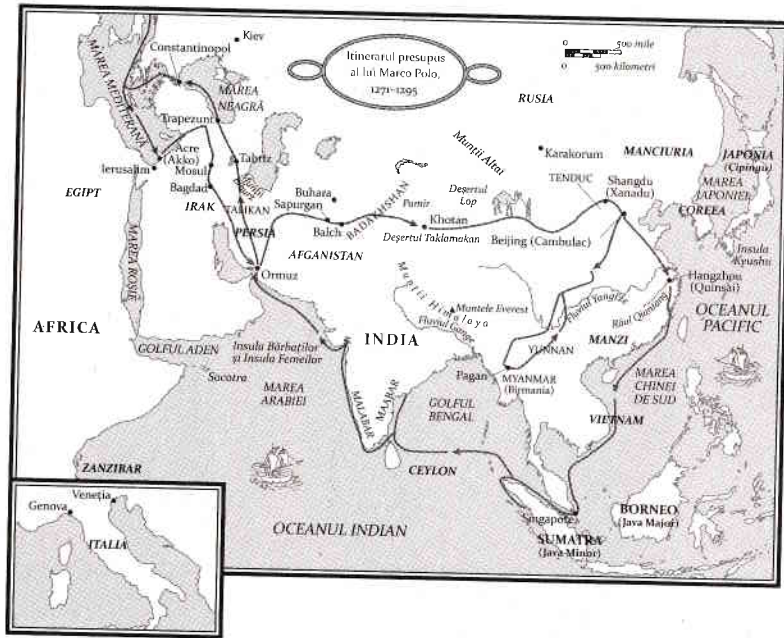 Itinerarul presupus
al lui Marco Polo,
1271-1295
0 500 mile
0 500 kilometri
Kiev
Constantinopol
MAREA MEDITERANĂ
MAREA
NEAGRĂ
RUSIA
Trapezunt
Munții Altai
Karakorum
MANCIURIA
JAPONIA
(Çipingu)
Acre
(Akko)
Mosul
Tabriz
Ierusalim
Bagdad
TENDUC
Shangdu
(Xanadu)
MAREA
JAPONIEI
EGIPT
IRAK
TALIKAN
PERSIA
Buhara
Sapurgan
Balch
BADAKHSHAN
Pamir
Deșertul
Lop
Khotan
COREEA
Deșertul Taklamakan
Beijing (Cambulac)
Insula
Kyushu
AFGANISTAN
Ormuz
Hangzhou
(Quinsai)
MAREA ROȘIE
Munții Himalaya
Muntele Everest
Fluviul Gange
Fluviul Yangtze
Râul Qiantang
OCEANUL
PACIFIC
AFRICA
INDIA
MANZI
YUNNAN
GOLFUL ADEN
Insula Bărbaților
și Insula Femeilor
Pagan
MYANMAR
(Birmania)
Socotra
MAREA
ARABIEI
MALABAR
MAABAR
GOLFUL
BENGAL
MAREA
CHINEI
DE SUD
VIETNAM
ZANZIBAR
CEYLON
Veneția
Genova
ITALIA
OCEANUL INDIAN
Singapore
SUMATRA
(Java Minor)
BORNEO
(Java Major)